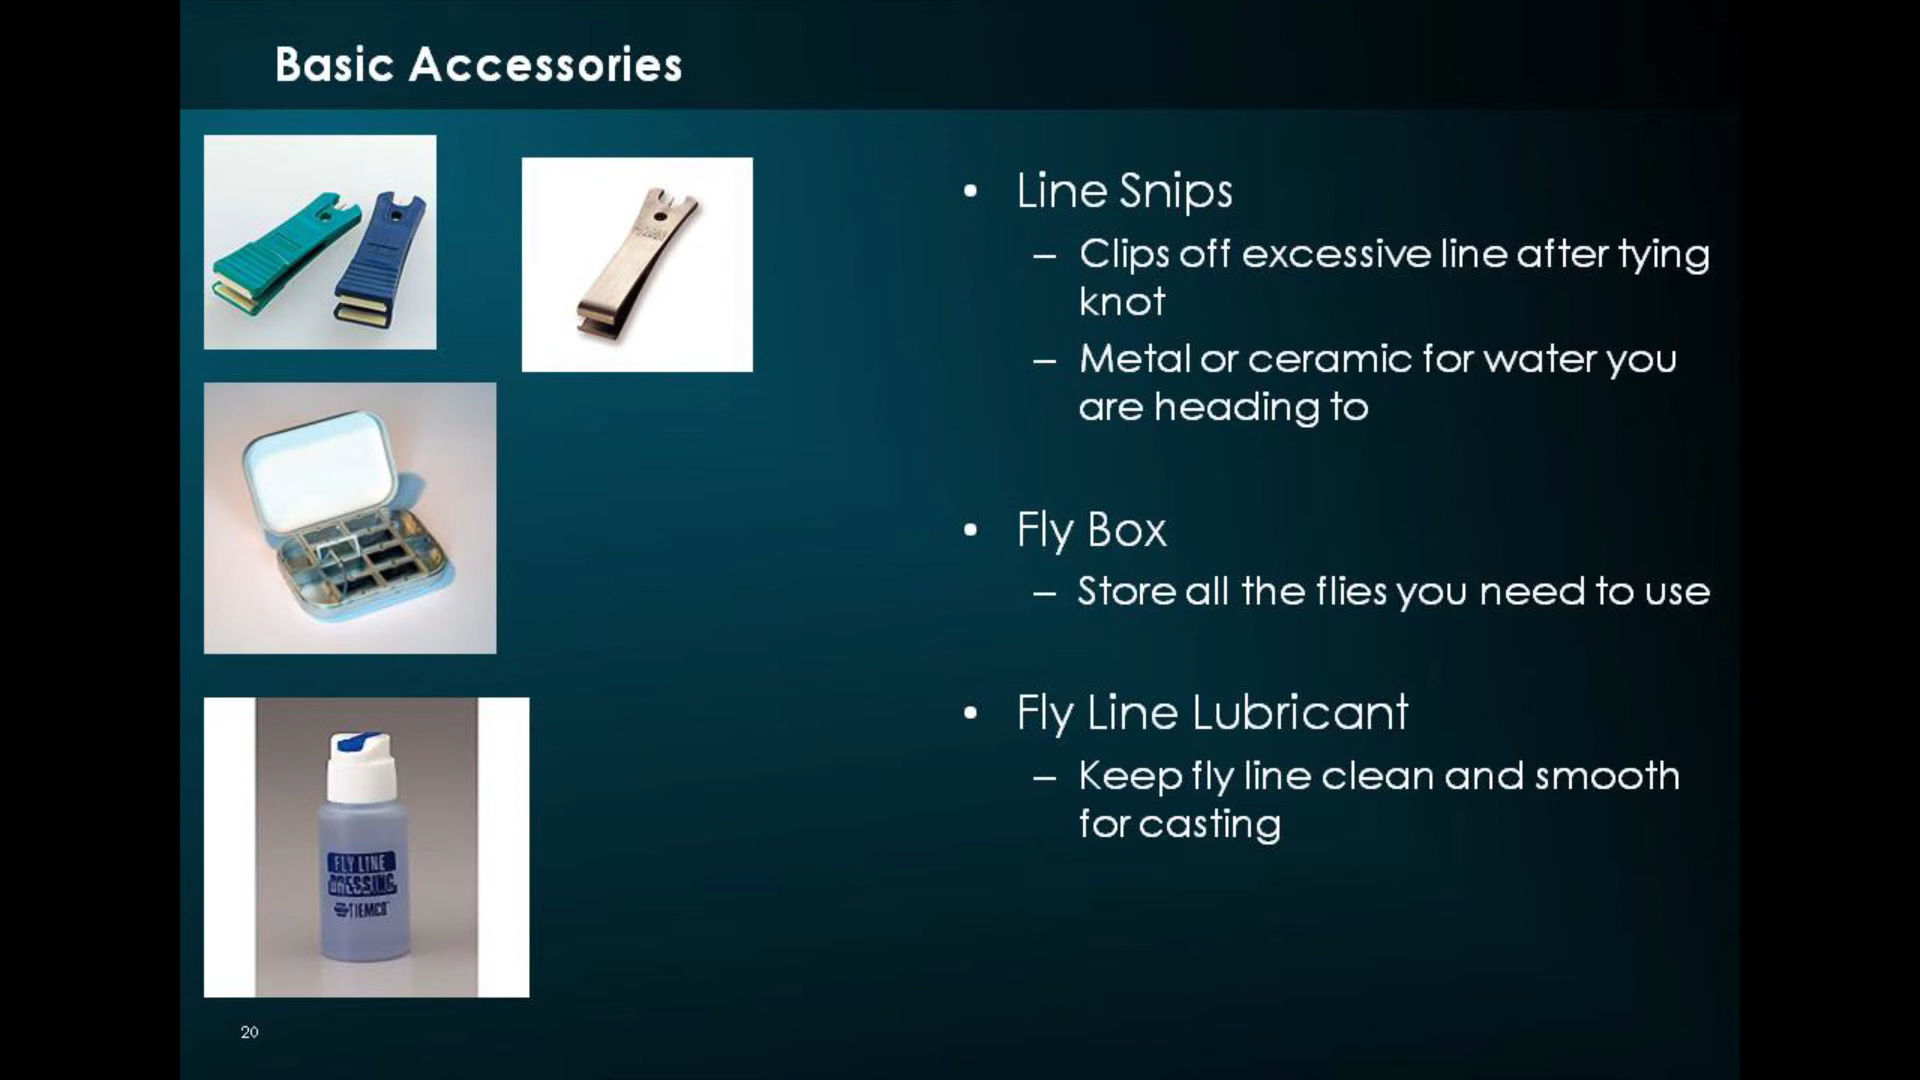 Basic Accessories
• Line Snips
– Clips off excessive line after tying
knot
– Metal or ceramic for water you
are heading to
• Fly Box
– Store all the flies you need to use
• Fly Line Lubricant
– Keep fly line clean and smooth
for casting
FLY LINE
DRESSING
TIEMCO
20